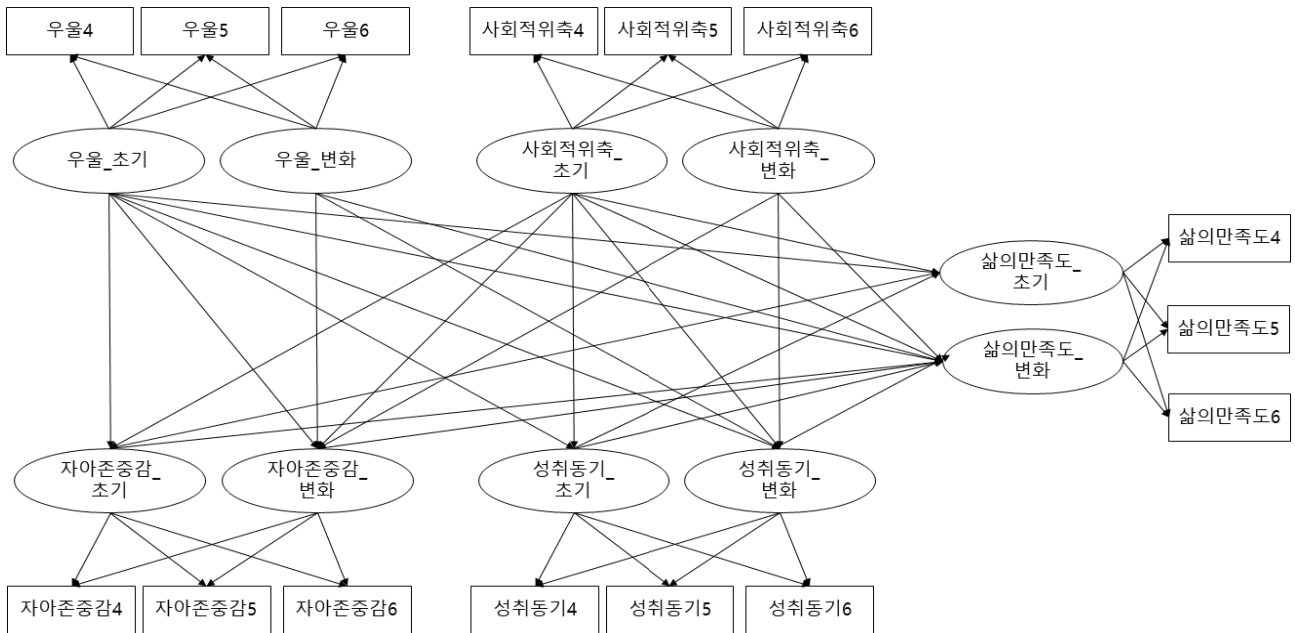 우울4
우울5
우울6
사회적위축4
사회적위축5
사회적위축6
우울_초기
우울_변화
사회적위축_
초기
사회적위축_
변화
삶의만족도_
초기
삶의만족도_
변화
삶의만족도4
삶의만족도5
삶의만족도6
자아존중감_
초기
자아존중감_
변화
성취동기_
초기
성취동기_
변화
자아존중감4
자아존중감5
자아존중감6
성취동기4
성취동기5
성취동기6